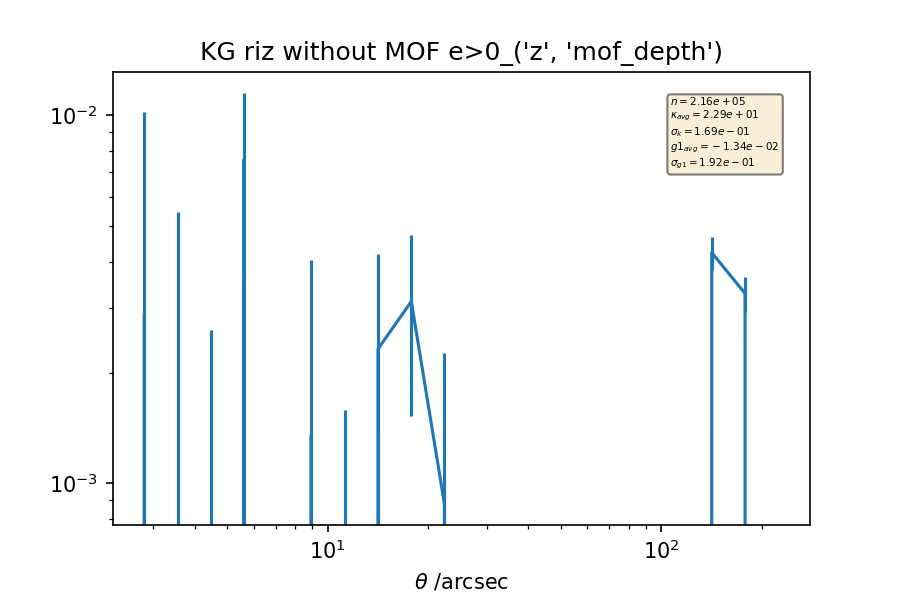 KG riz without MOF e>0_('z', 'mof_depth')
10⁻²
n = 2.16e + 05
κₐᵥg = 2.29e + 01
σₖ = 1.69e − 01
g1ₐᵥg = − 1.34e − 02
σg1 = 1.92e − 01
10⁻³
10¹ 10²
θ /arcsec